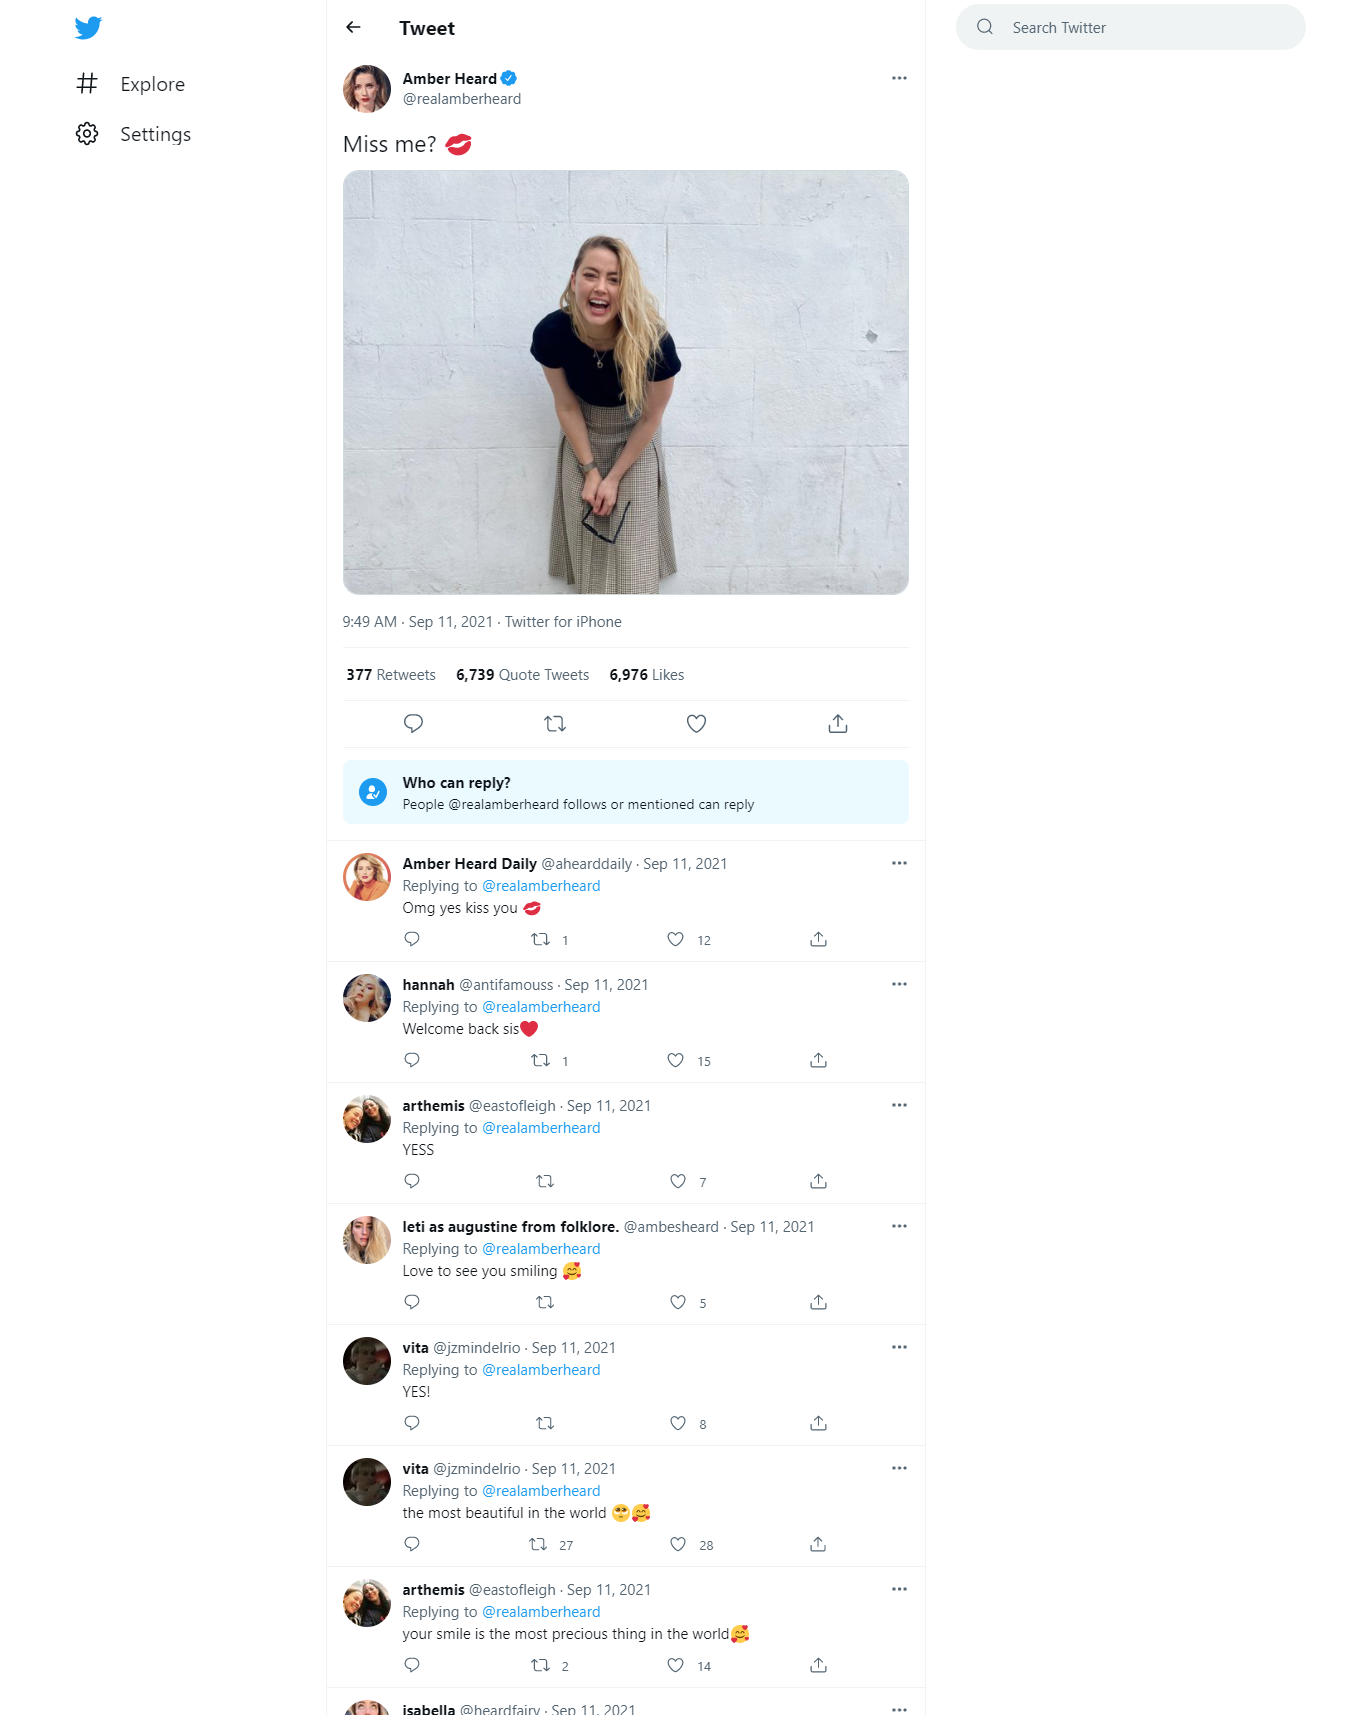 Explore
Settings
Tweet
Search Twitter
Amber Heard
@realamberheard
Miss me? 💋
9:49 AM · Sep 11, 2021 · Twitter for iPhone
377 Retweets 6,739 Quote Tweets 6,976 Likes
Who can reply?
People @realamberheard follows or mentioned can reply
Amber Heard Daily @ahearddaily · Sep 11, 2021
Replying to @realamberheard
Omg yes kiss you 💋
1 12
hannah @antifamouss · Sep 11, 2021
Replying to @realamberheard
Welcome back sis❤️
1 15
arthemis @eastofleigh · Sep 11, 2021
Replying to @realamberheard
YESS
7
leti as augustine from folklore. @ambesheard · Sep 11, 2021
Replying to @realamberheard
Love to see you smiling 🥰
5
vita @jzmindelrio · Sep 11, 2021
Replying to @realamberheard
YES!
8
vita @jzmindelrio · Sep 11, 2021
Replying to @realamberheard
the most beautiful in the world 🙄🥰
27 28
arthemis @eastofleigh · Sep 11, 2021
Replying to @realamberheard
your smile is the most precious thing in the world🥰
2 14
isabella @heardfairy · Sep 11, 2021